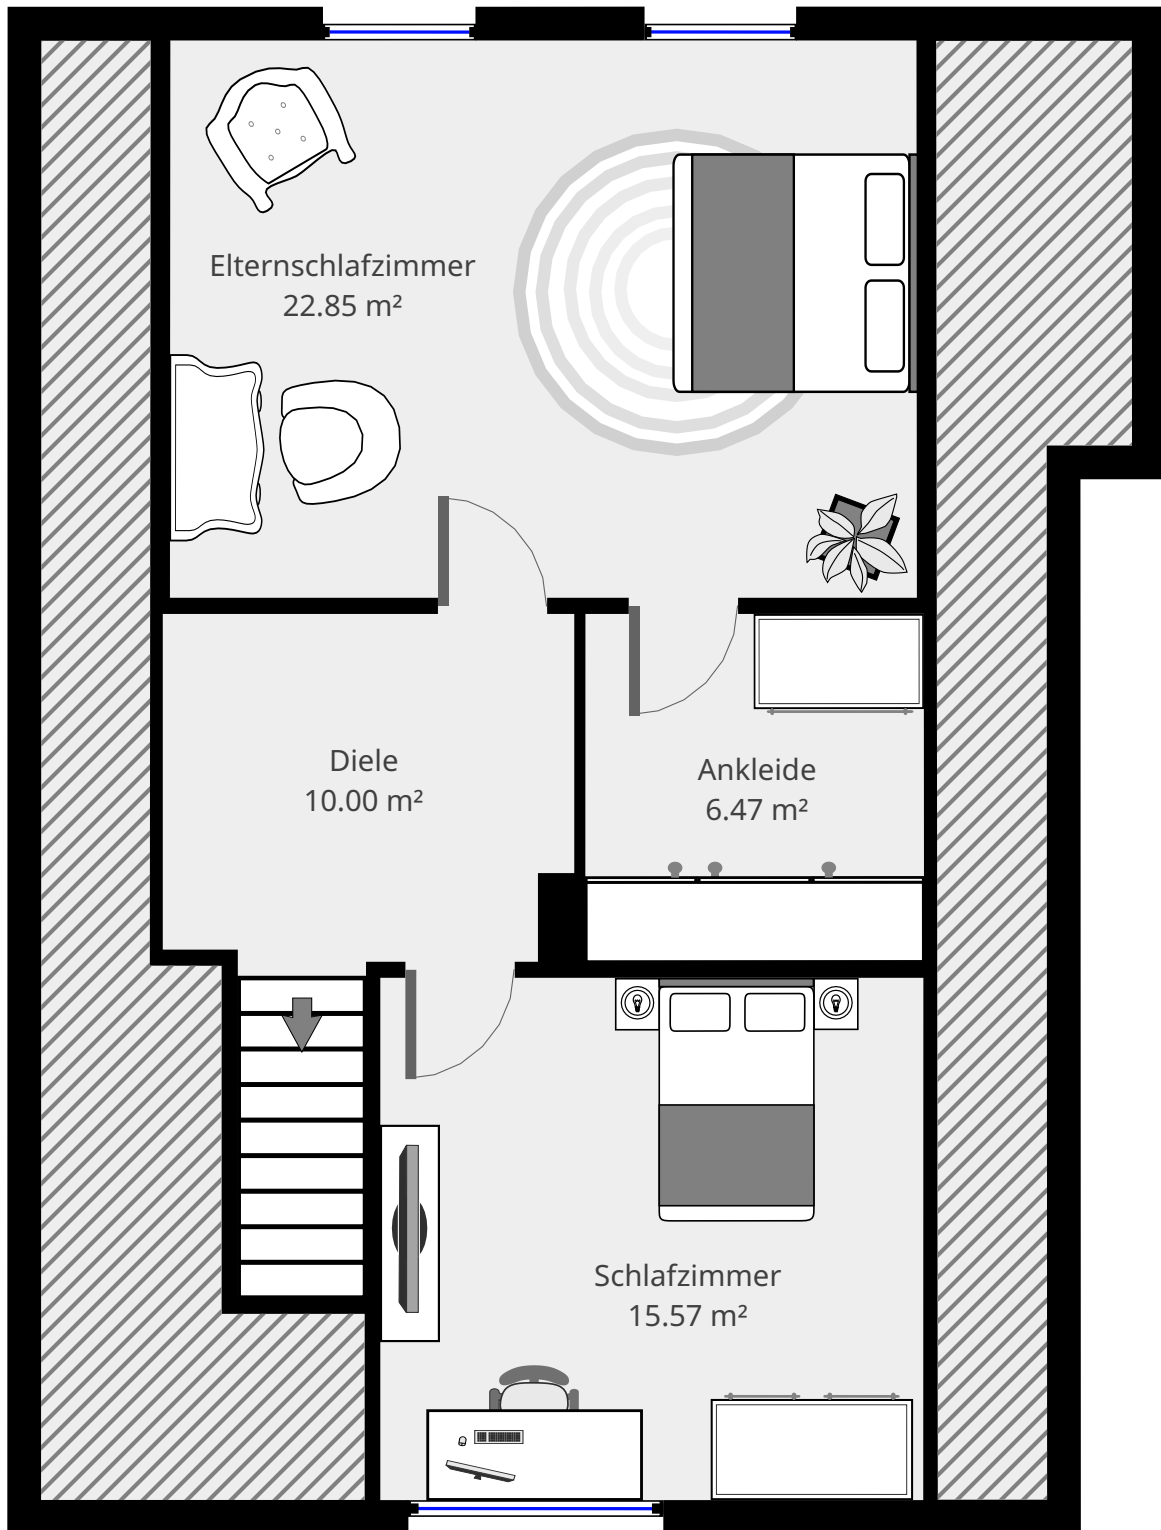 Elternschlafzimmer
22.85 m²
Diele
10.00 m²
Ankleide
6.47 m²
Schlafzimmer
15.57 m²